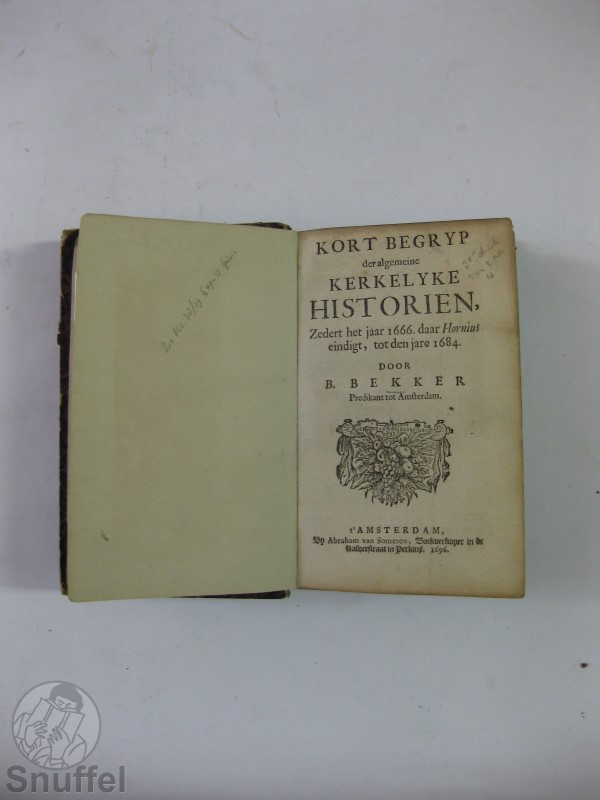 KORT BEGRYP
der algemeine
KERKELYKE
HISTORIEN,
Zedert het jaar 1666. daar Hornius
eindigt, tot den jare 1684.
DOOR
B. BEKKER
Predikant tot Amsterdam.
t'AMSTERDAM,
By Abraham van Someren, Boekverkoper in de
Kalverstraat in Perkins. 1696.
Snuffel